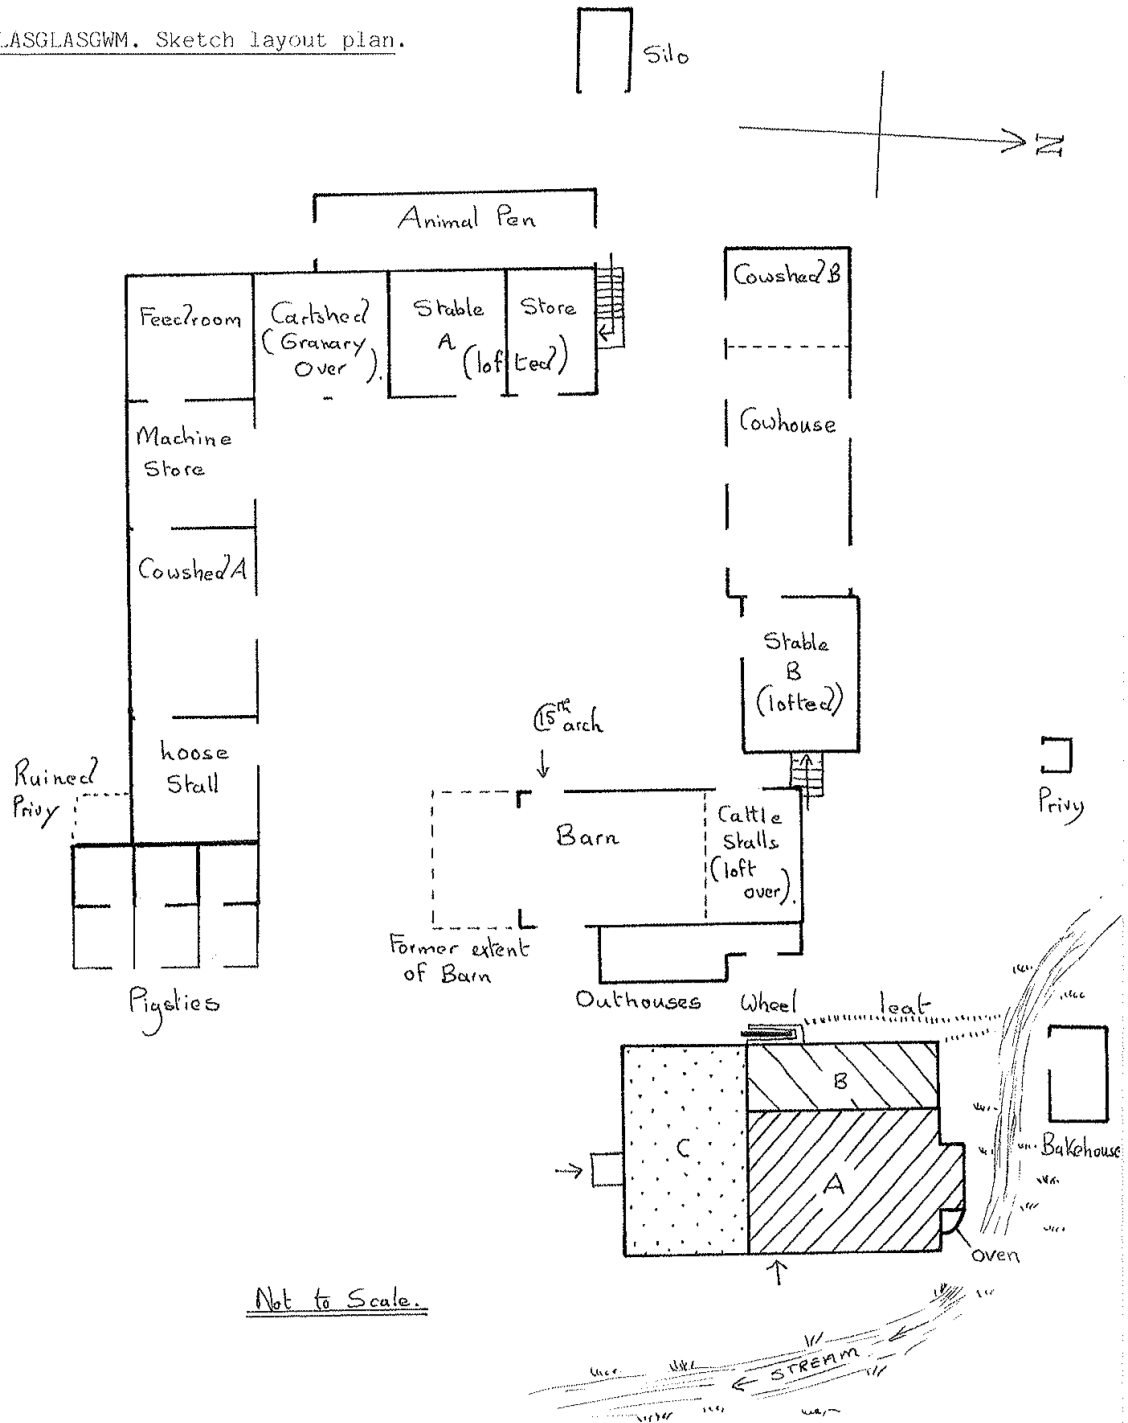 LASGLASGWM. Sketch layout plan.
Silo
N
Animal Pen
Feedroom
Cartshed
(Granary
Over).
Stable
A
Store
(lofted)
Cowshed B
Machine
Store
Cowhouse
Cowshed A
Stable
B
(lofted)
C15th
arch
Loose
Stall
Ruined
Privy
Barn
Cattle
Stalls
(loft
over).
Privy
Former extent
of Barn
Pigsties
Outhouses
Wheel
leat
B
C
A
Bakehouse
Oven
Not to Scale.
STREAM